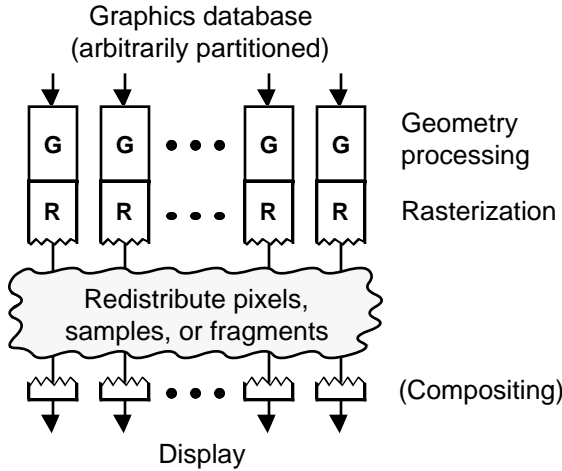 Graphics database
(arbitrarily partitioned)
G G G G
Geometry
processing
R R R R
Rasterization
Redistribute pixels,
samples, or fragments
(Compositing)
Display